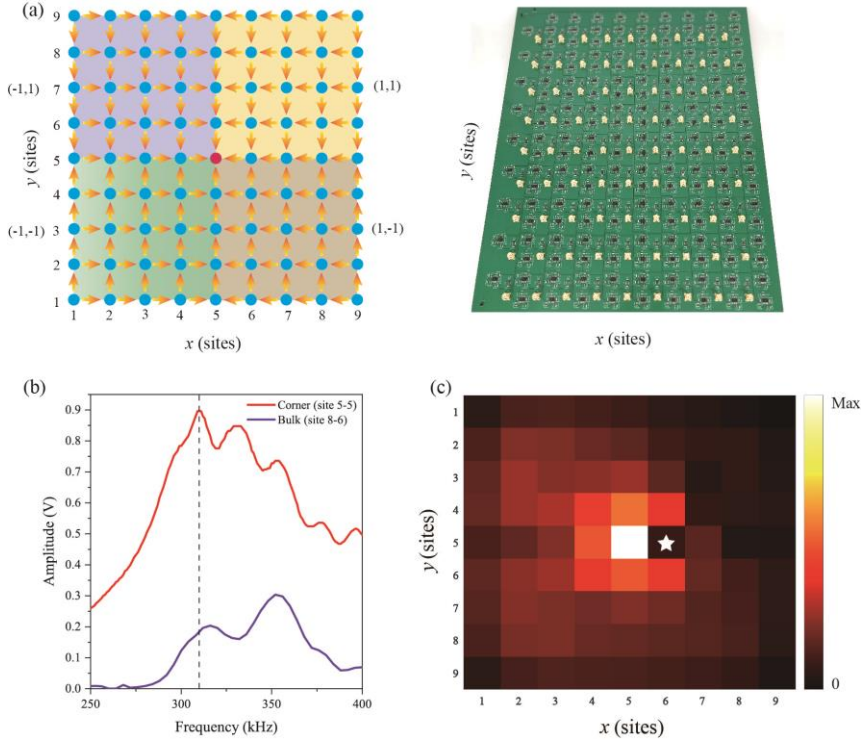 (a)
9
8
(-1,1) 7 (1,1)
6
y (sites)
5
4
(-1,-1) 3 (1,-1)
2
1
1 2 3 4 5 6 7 8 9
x (sites)
y (sites)
x (sites)
(b)
Corner (site 5-5)
Bulk (site 8-6)
0.9
0.8
0.7
0.6
0.5
0.4
0.3
0.2
0.1
0.0
Amplitude (V)
250 300 350 400
Frequency (kHz)
(c)
1
2
3
4
5
6
7
8
9
y (sites)
1 2 3 4 5 6 7 8 9
x (sites)
Max
0